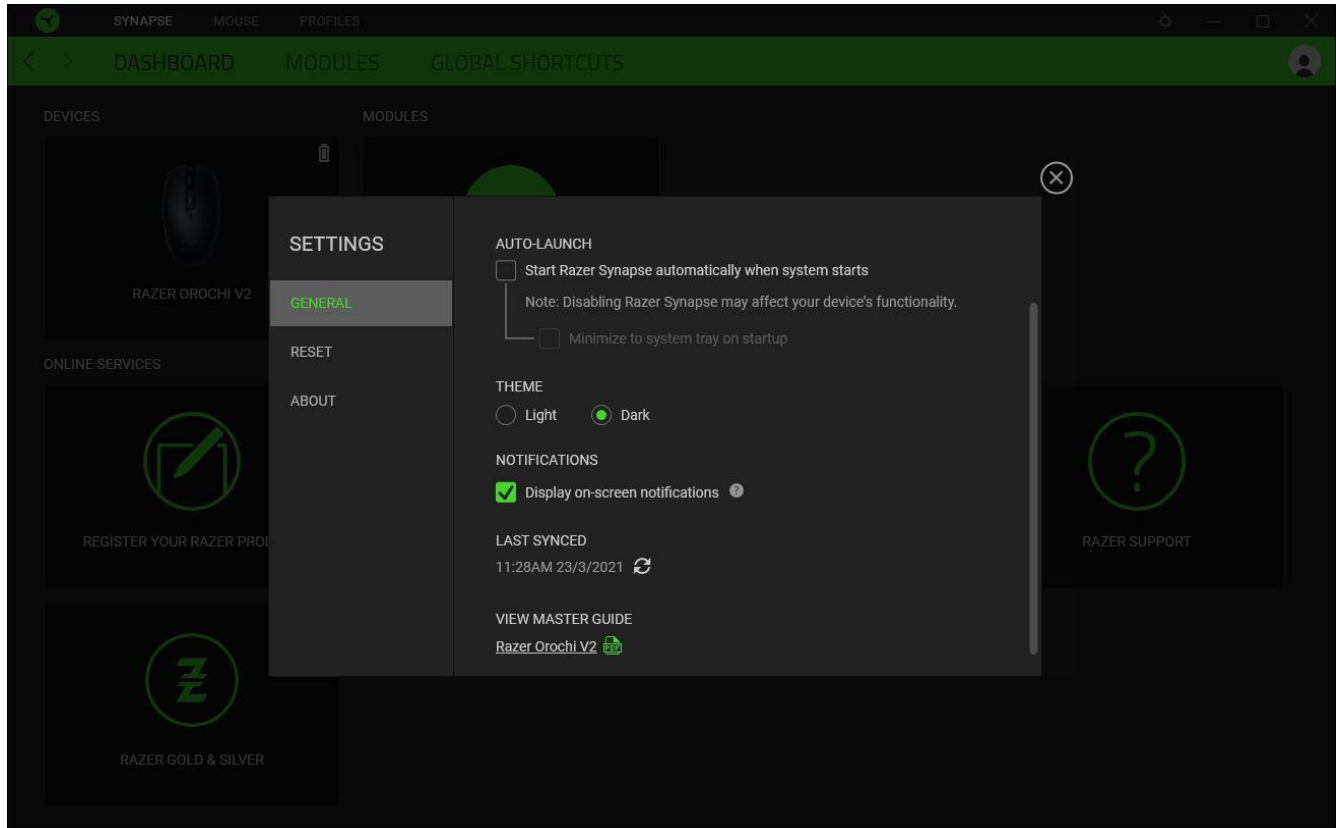 SYNAPSE MOUSE PROFILES
DASHBOARD MODULES GLOBAL SHORTCUTS
DEVICES MODULES
RAZER OROCHI V2
ONLINE SERVICES
REGISTER YOUR RAZER
RAZER SUPPORT
RAZER GOLD & SILVER
SETTINGS
GENERAL
RESET
ABOUT
AUTO-LAUNCH
Start Razer Synapse automatically when system starts
Note: Disabling Razer Synapse may affect your device’s functionality.
Minimize to system tray on startup
THEME
Light Dark
NOTIFICATIONS
Display on-screen notifications
LAST SYNCED
11:28AM 23/3/2021
VIEW MASTER GUIDE
Razer Orochi V2 PDF